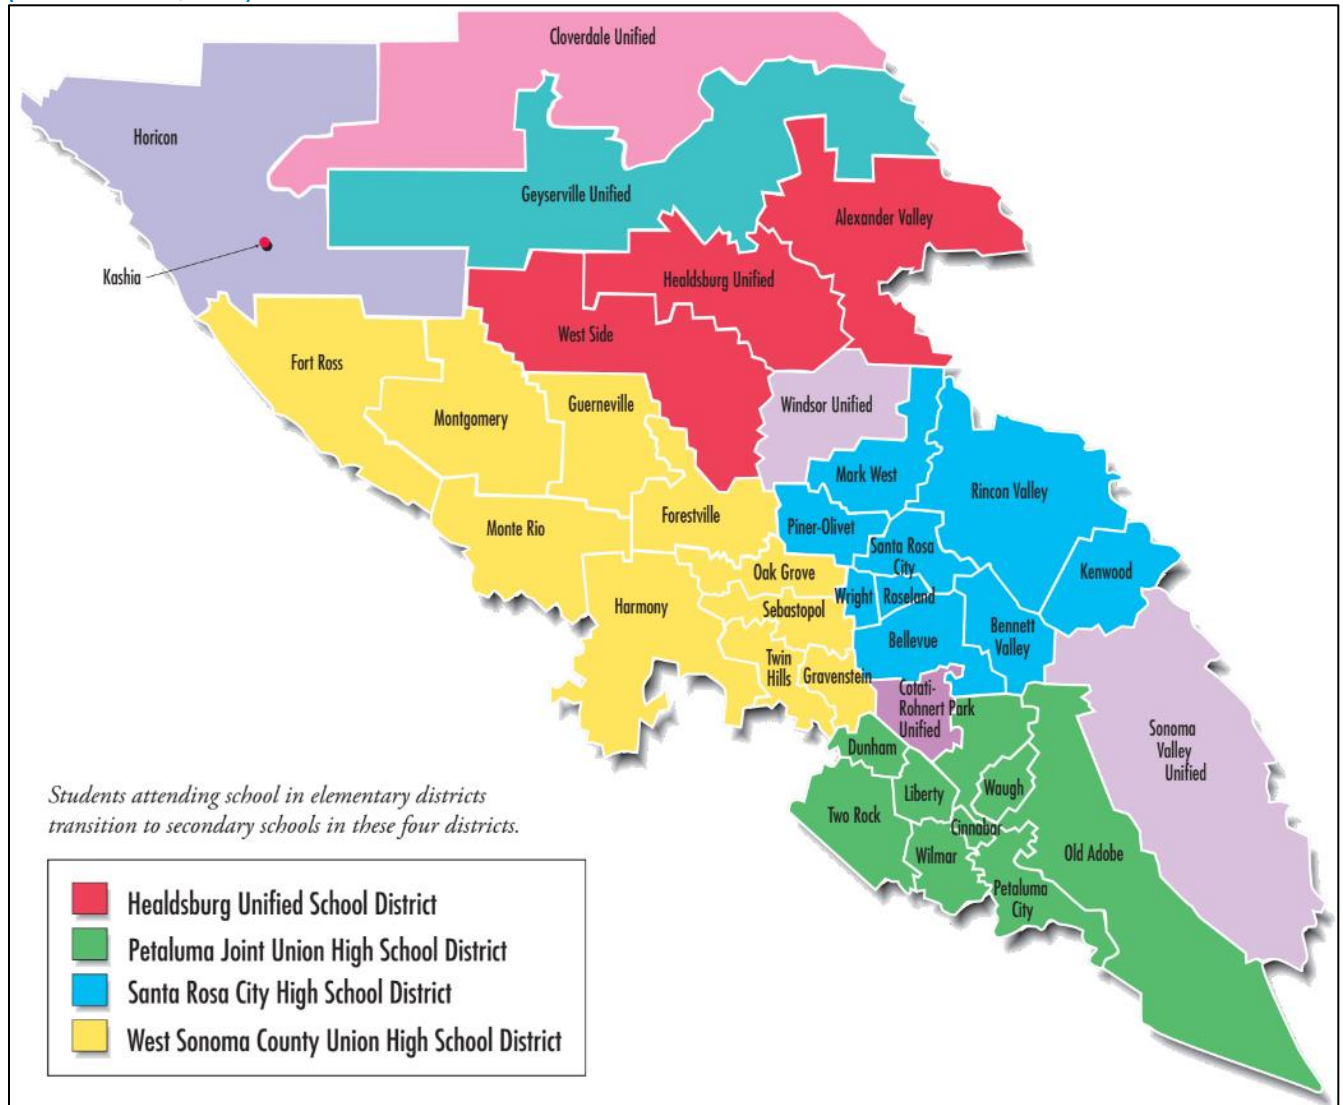 Cloverdale Unified
Horicon
Geyserville Unified
Alexander Valley
Kashia
Healdsburg Unified
West Side
Fort Ross
Guerneville
Windsor Unified
Montgomery
Mark West
Rincon Valley
Monte Rio
Forestville
Piner-Olivet
Santa Rosa
City
Oak Grove
Kenwood
Harmony
Sebastopol
Wright
Roseland
Bennett
Valley
Bellevue
Twin
Hills
Gravenstein
Cotati-
Rohnert Park
Unified
Sonoma
Valley
Unified
Dunham
Liberty
Waugh
Two Rock
Cinnabar
Wilmar
Old Adobe
Petaluma
City
Students attending school in elementary districts
transition to secondary schools in these four districts.
Healdsburg Unified School District
Petaluma Joint Union High School District
Santa Rosa City High School District
West Sonoma County Union High School District